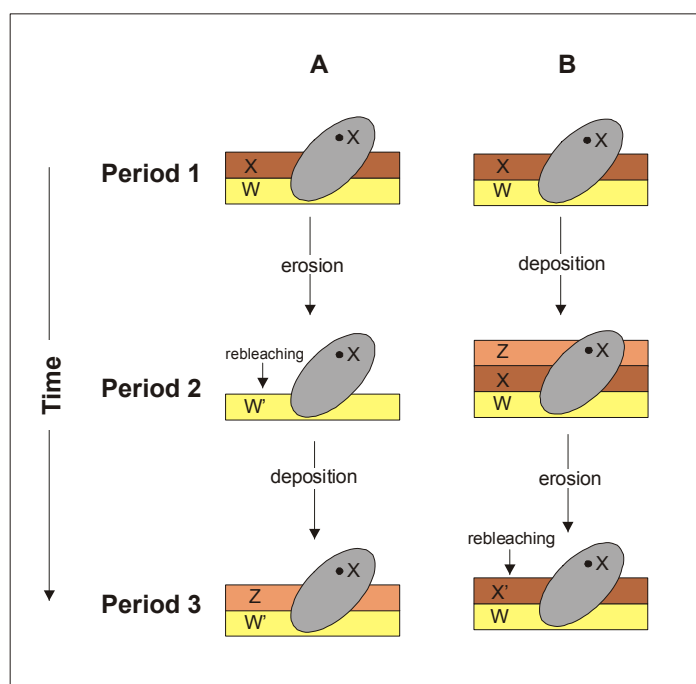 A B
Period 1
X
X
W
X
X
W
erosion
deposition
Time
Period 2
rebleaching
X
W'
Z
X
X
W
deposition
erosion
rebleaching
Period 3
X
Z
W'
X
X'
W